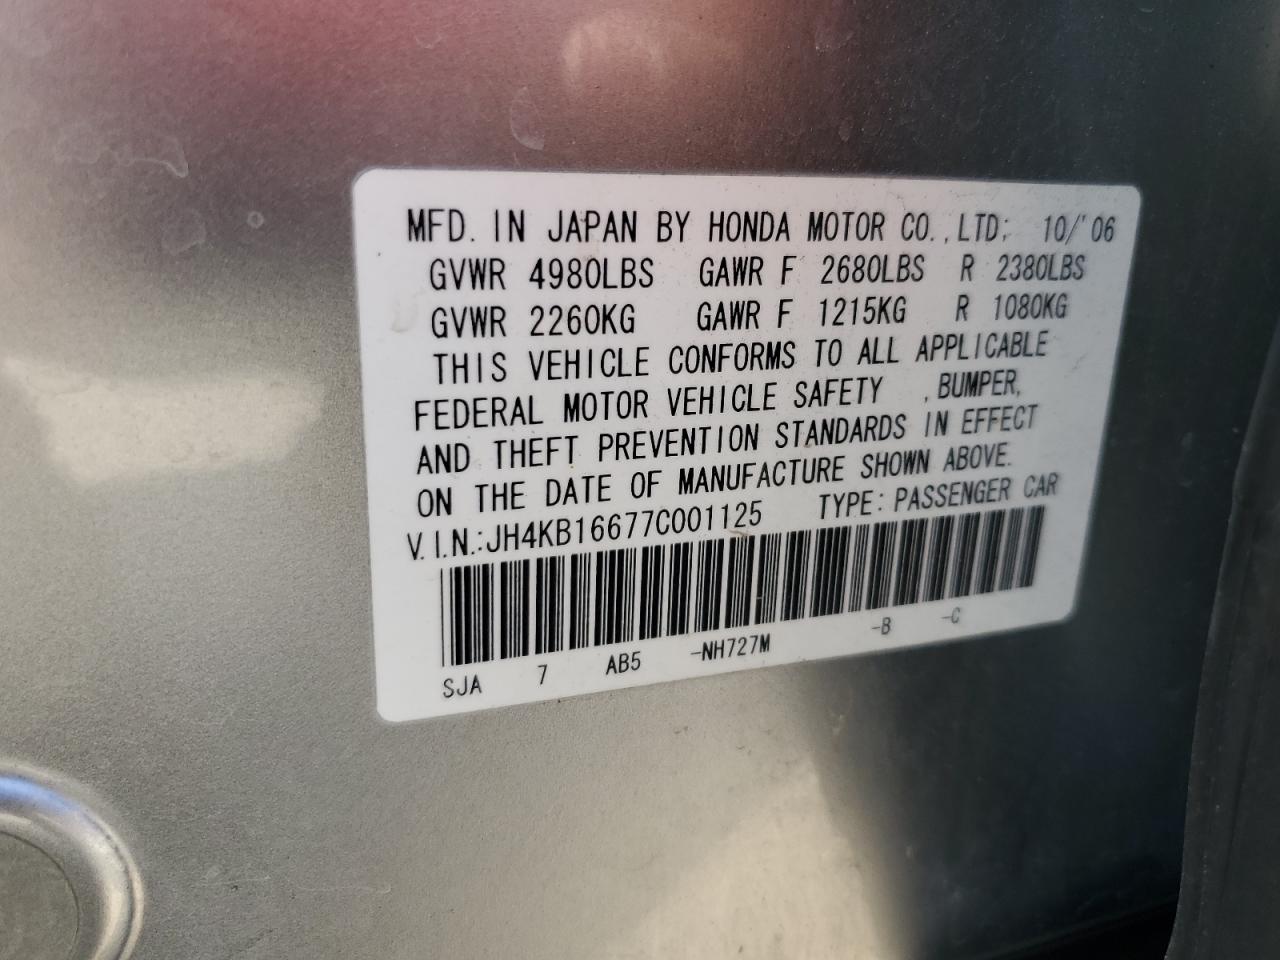 MFD. IN JAPAN BY HONDA MOTOR CO., LTD; 10/'06
GVWR 4980LBS GAWR F 2680LBS R 2380LBS
GVWR 2260KG GAWR F 1215KG R 1080KG
THIS VEHICLE CONFORMS TO ALL APPLICABLE
FEDERAL MOTOR VEHICLE SAFETY , BUMPER,
AND THEFT PREVENTION STANDARDS IN EFFECT
ON THE DATE OF MANUFACTURE SHOWN ABOVE.
V.I.N.:JH4KB16677C001125 TYPE: PASSENGER CAR
SJA 7 AB5 -NH727M -B -C